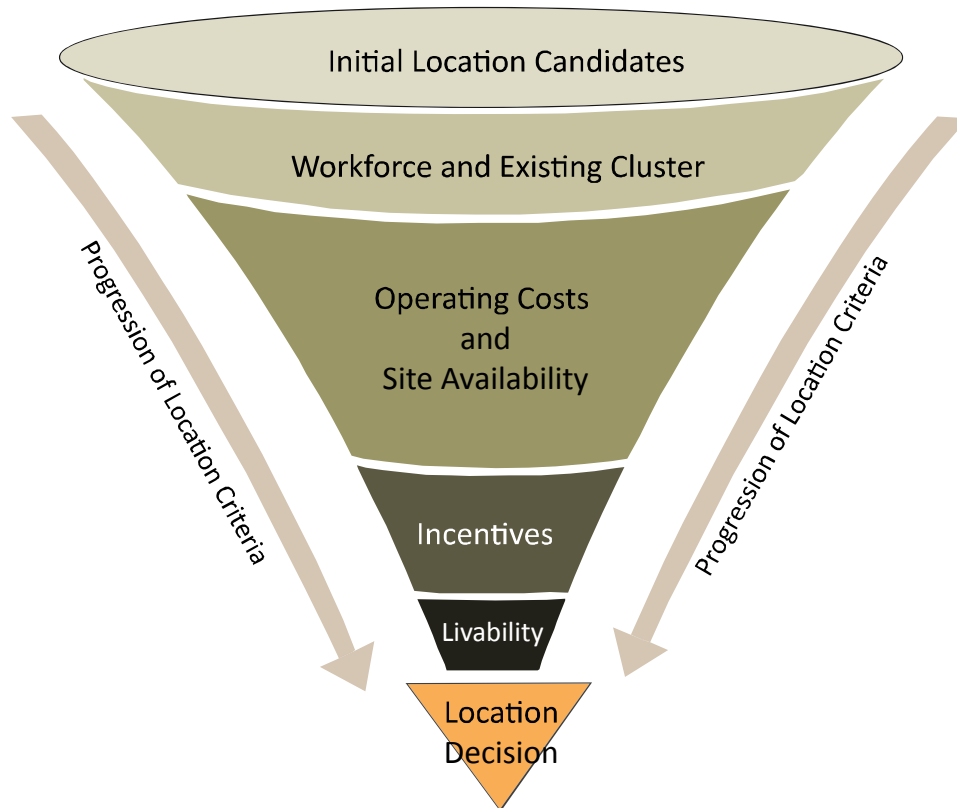 Initial Location Candidates
Workforce and Existing Cluster
Operating Costs
and
Site Availability
Progression of Location Criteria
Progression of Location Criteria
Incentives
Livability
Location
Decision